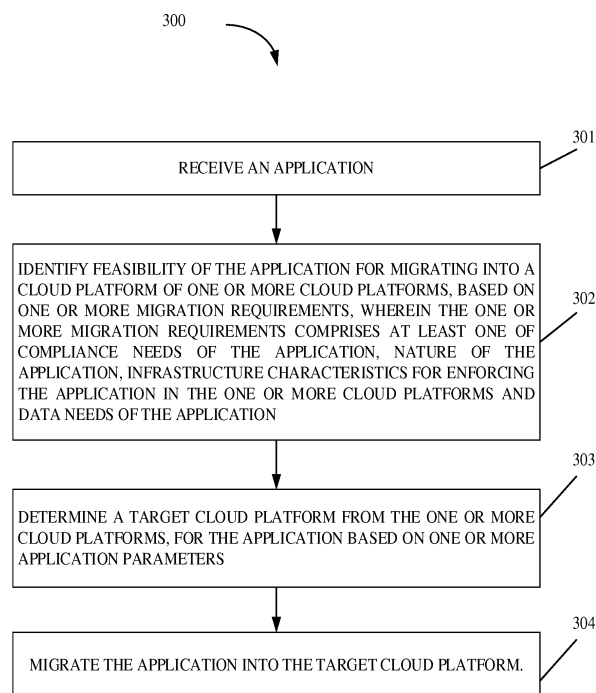 300
301
RECEIVE AN APPLICATION
IDENTIFY FEASIBILITY OF THE APPLICATION FOR MIGRATING INTO A
CLOUD PLATFORM OF ONE OR MORE CLOUD PLATFORMS, BASED ON
ONE OR MORE MIGRATION REQUIREMENTS, WHEREIN THE ONE OR
MORE MIGRATION REQUIREMENTS COMPRISES AT LEAST ONE OF
COMPLIANCE NEEDS OF THE APPLICATION, NATURE OF THE
APPLICATION, INFRASTRUCTURE CHARACTERISTICS FOR ENFORCING
THE APPLICATION IN THE ONE OR MORE CLOUD PLATFORMS AND
DATA NEEDS OF THE APPLICATION
302
303
DETERMINE A TARGET CLOUD PLATFORM FROM THE ONE OR MORE
CLOUD PLATFORMS, FOR THE APPLICATION BASED ON ONE OR MORE
APPLICATION PARAMETERS
304
MIGRATE THE APPLICATION INTO THE TARGET CLOUD PLATFORM.